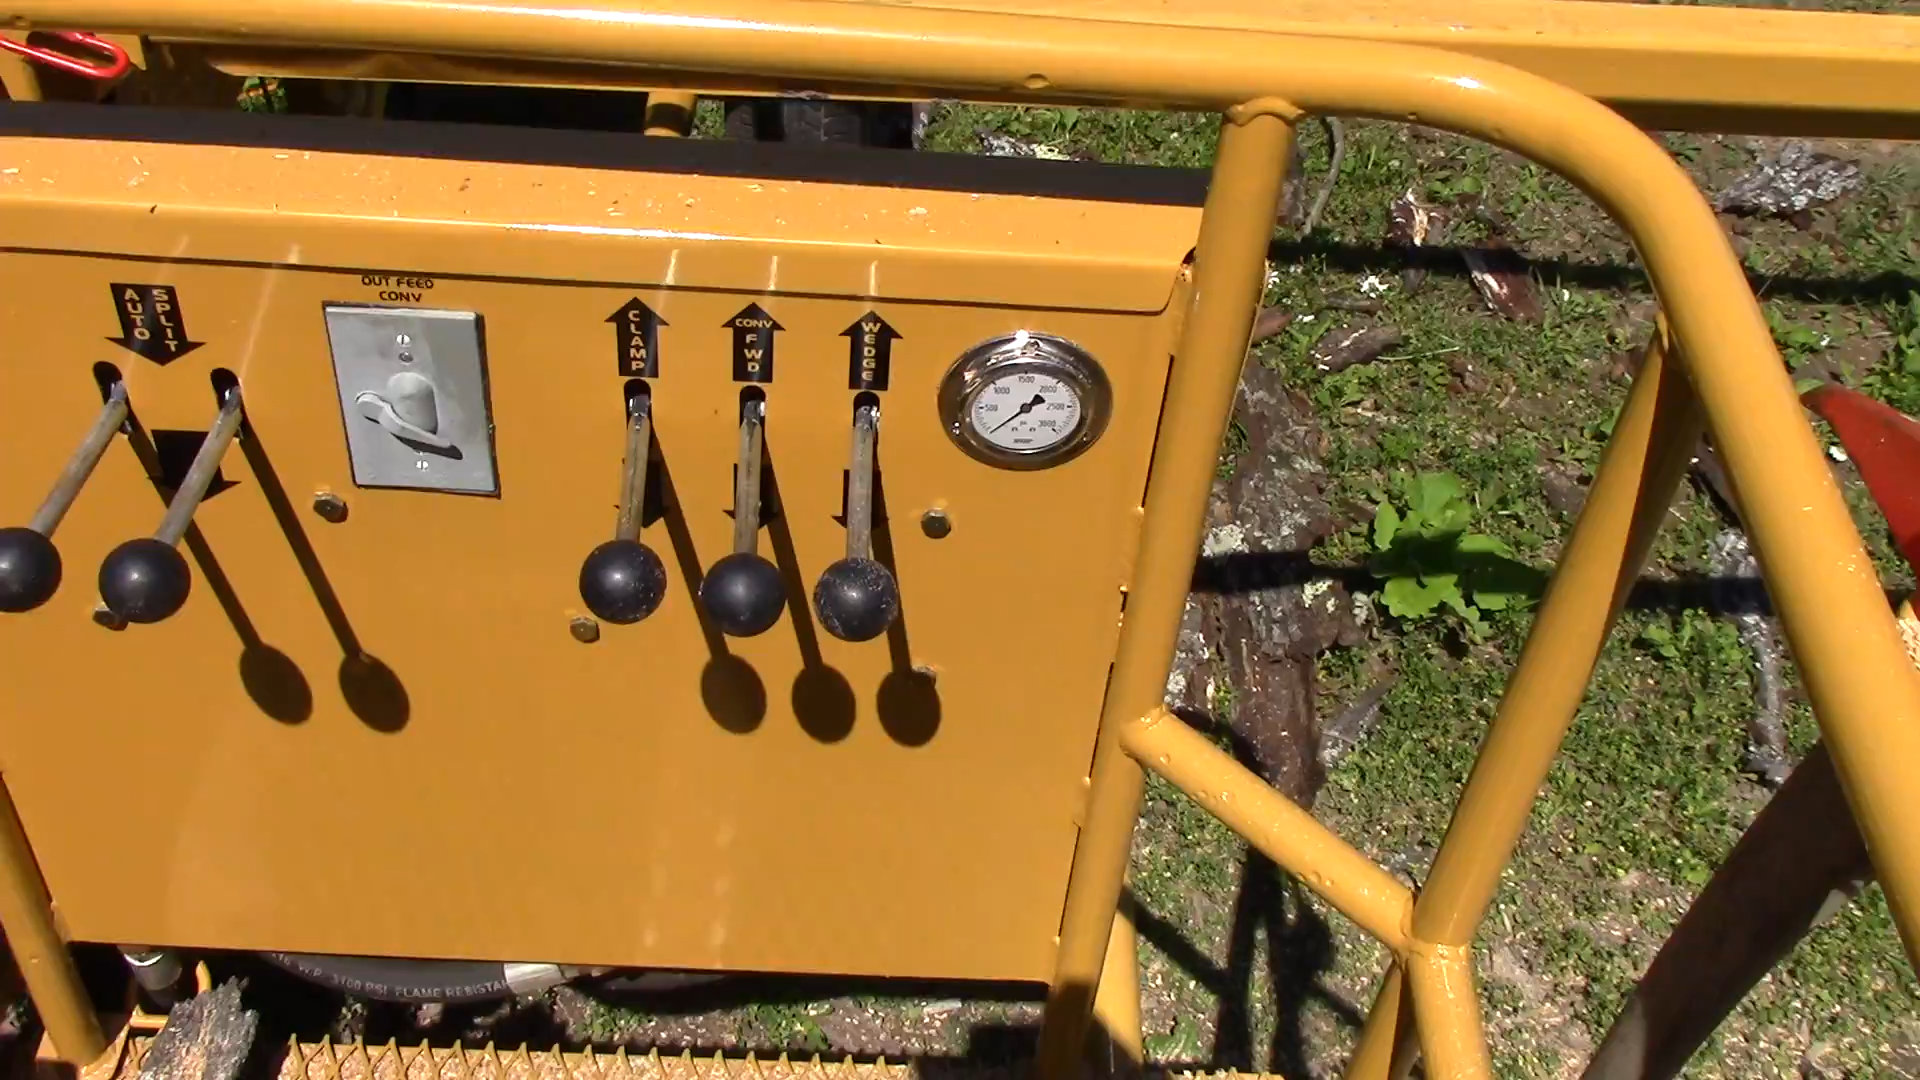 AUTO
SPLIT
OUT FEED
CONV
CLAMP
CONV
FWD
WEDGE
500
1000
1500
2000
2500
3000
3100 PSI FLAME RESISTA